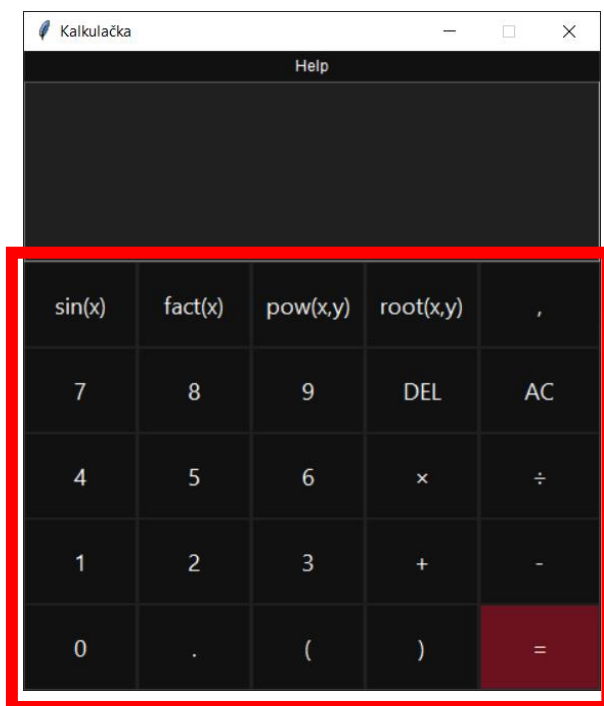 Kalkulačka
Help
sin(x) fact(x) pow(x,y) root(x,y) ,
7 8 9 DEL AC
4 5 6 × ÷
1 2 3 + -
0 . ( ) =